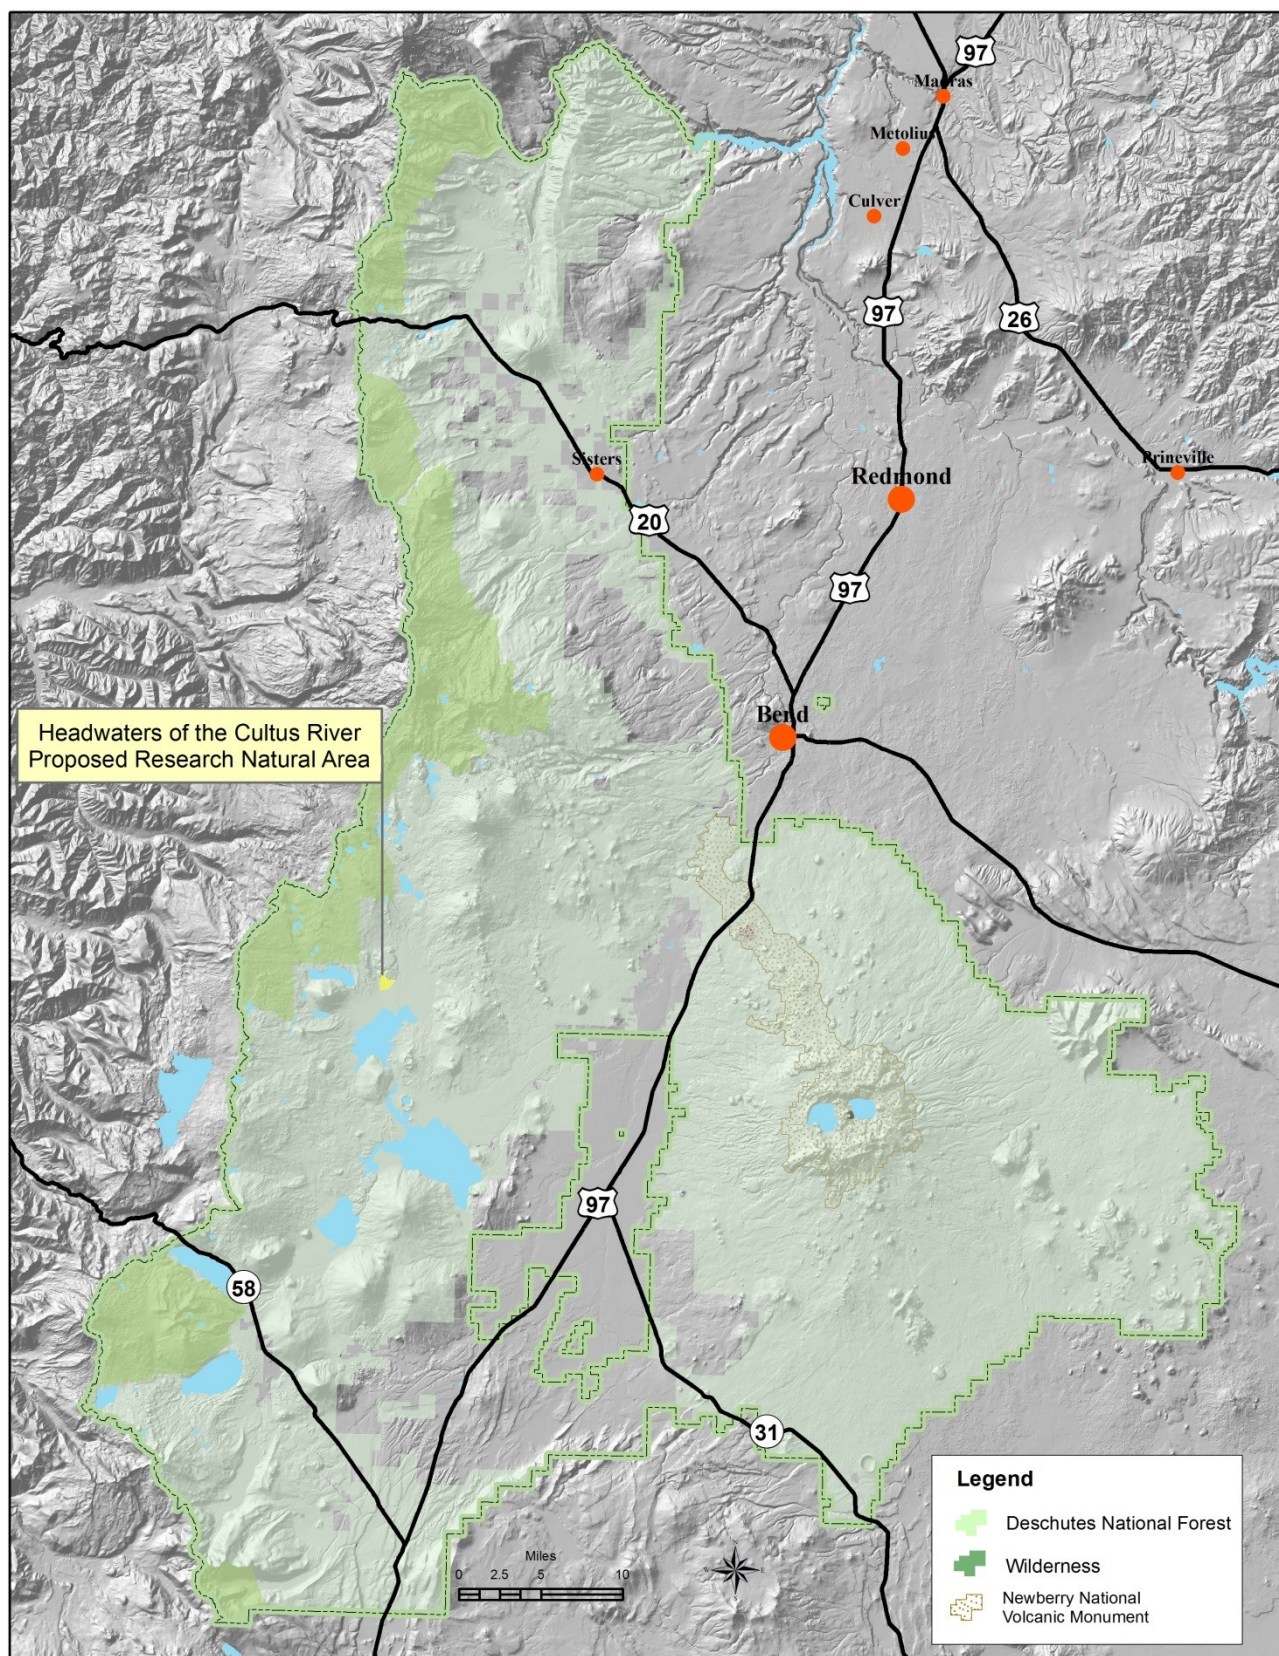 97
Madras
Metolius
Culver
97
26
Sisters
Prineville
Redmond
20
97
Headwaters of the Cultus River
Proposed Research Natural Area
Bend
97
58
31
Legend
Deschutes National Forest
Wilderness
Newberry National
Volcanic Monument
Miles
0 2.5 5 10